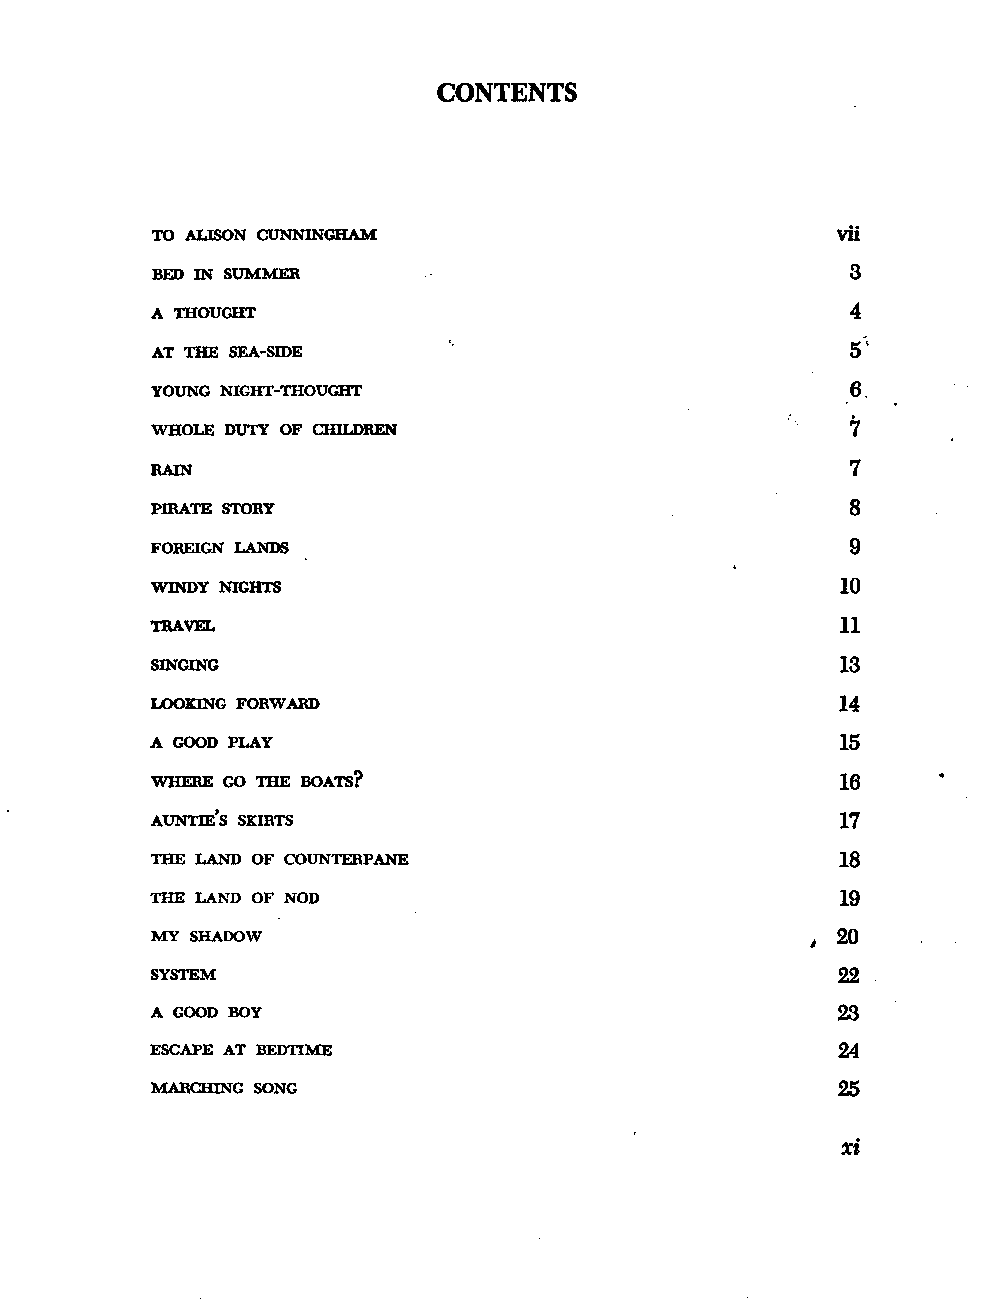 CONTENTS
TO ALISON CUNNINGHAM vii
BED IN SUMMER 3
A THOUGHT 4
AT THE SEA-SIDE 5
YOUNG NIGHT-THOUGHT 6
WHOLE DUTY OF CHILDREN 7
RAIN 7
PIRATE STORY 8
FOREIGN LANDS 9
WINDY NIGHTS 10
TRAVEL 11
SINGING 13
LOOKING FORWARD 14
A GOOD PLAY 15
WHERE GO THE BOATS? 16
AUNTIE'S SKIRTS 17
THE LAND OF COUNTERPANE 18
THE LAND OF NOD 19
MY SHADOW 20
SYSTEM 22
A GOOD BOY 23
ESCAPE AT BEDTIME 24
MARCHING SONG 25
xi